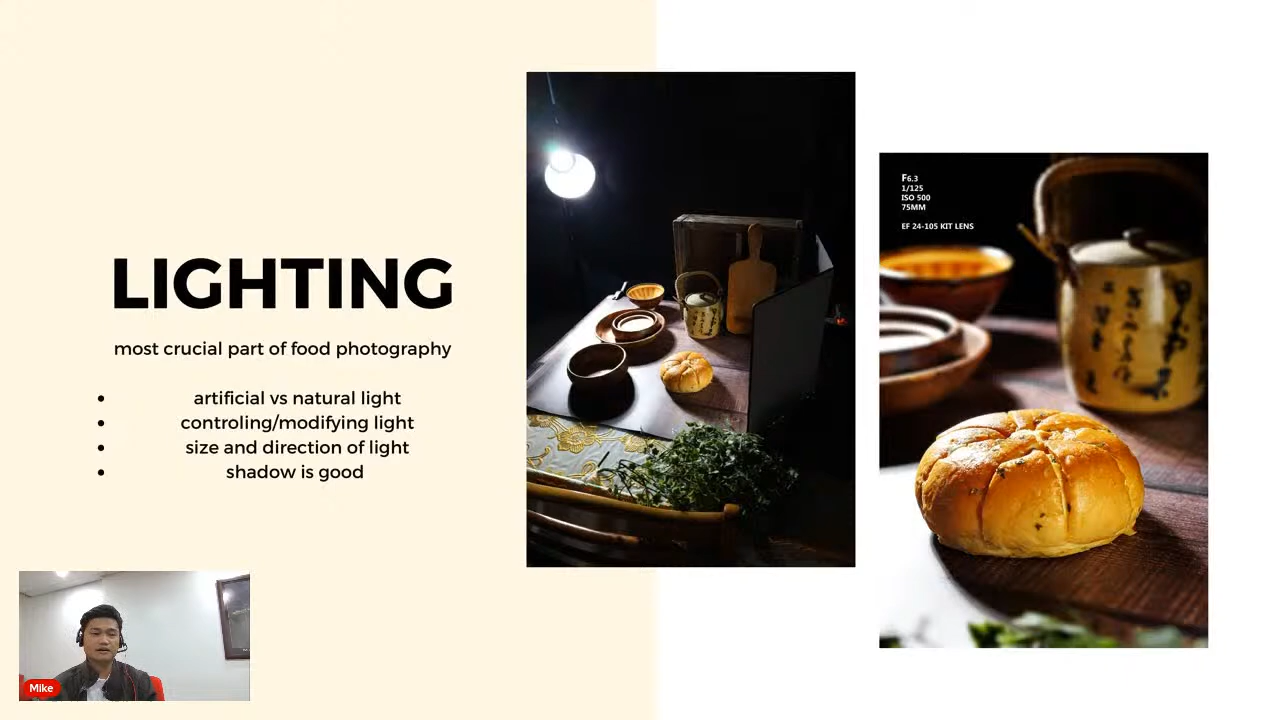 LIGHTING
most crucial part of food photography
• artificial vs natural light
• controling/modifying light
• size and direction of light
• shadow is good
F6.3
1/125
ISO 500
75MM
EF 24-105 KIT LENS
Mike